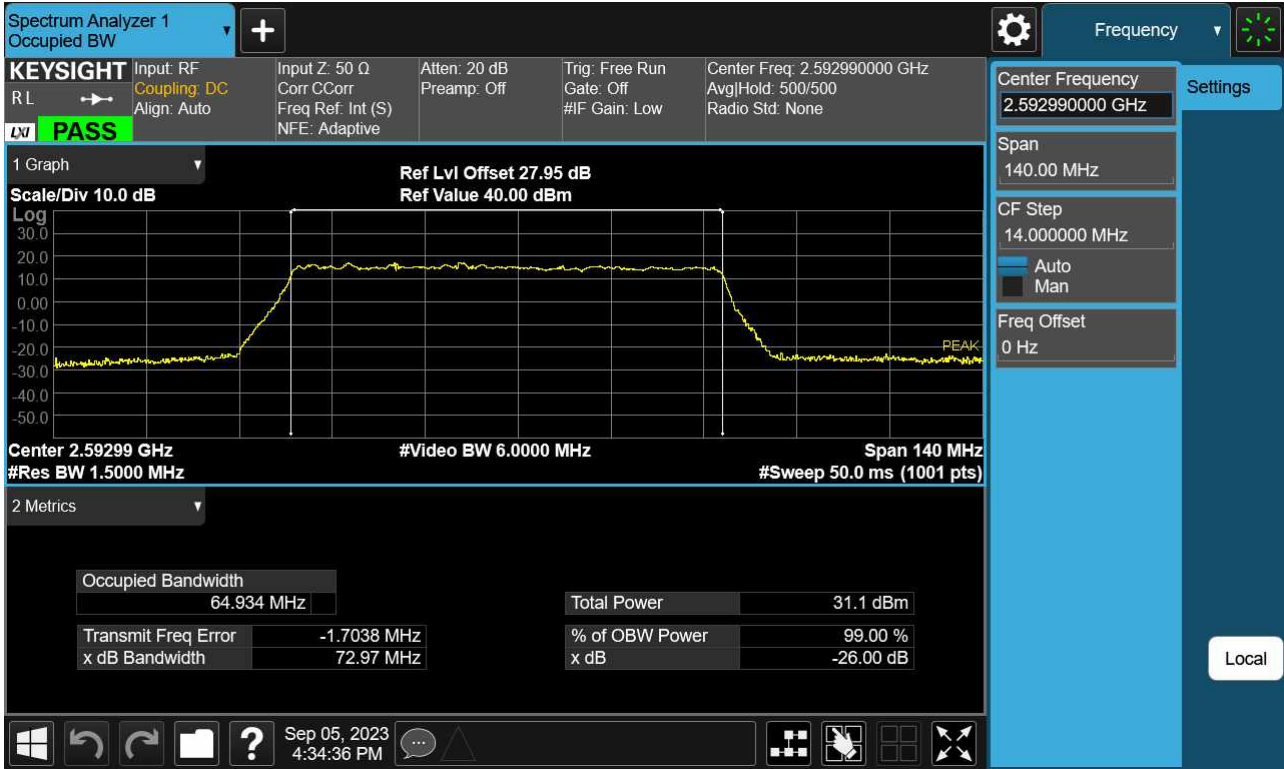 Spectrum Analyzer 1
Occupied BW
Frequency
KEYSIGHT
R L
LXI
PASS
Input: RF
Coupling: DC
Align: Auto
Input Z: 50 Ω
Corr CCorr
Freq Ref: Int (S)
NFE: Adaptive
Atten: 20 dB
Preamp: Off
Trig: Free Run
Gate: Off
#IF Gain: Low
Center Freq: 2.592990000 GHz
Avg|Hold: 500/500
Radio Std: None
Center Frequency
2.592990000 GHz
Settings
Span
140.00 MHz
CF Step
14.000000 MHz
Auto
Man
Freq Offset
0 Hz
1 Graph
Scale/Div 10.0 dB
Ref Lvl Offset 27.95 dB
Ref Value 40.00 dBm
Log
30.0
20.0
10.0
0.00
-10.0
-20.0
-30.0
-40.0
-50.0
PEAK
Center 2.59299 GHz
#Video BW 6.0000 MHz
Span 140 MHz
#Res BW 1.5000 MHz
#Sweep 50.0 ms (1001 pts)
2 Metrics
Occupied Bandwidth
64.934 MHz
Total Power 31.1 dBm
Transmit Freq Error -1.7038 MHz
% of OBW Power 99.00 %
x dB Bandwidth 72.97 MHz
x dB -26.00 dB
Local
?
Sep 05, 2023
4:34:36 PM